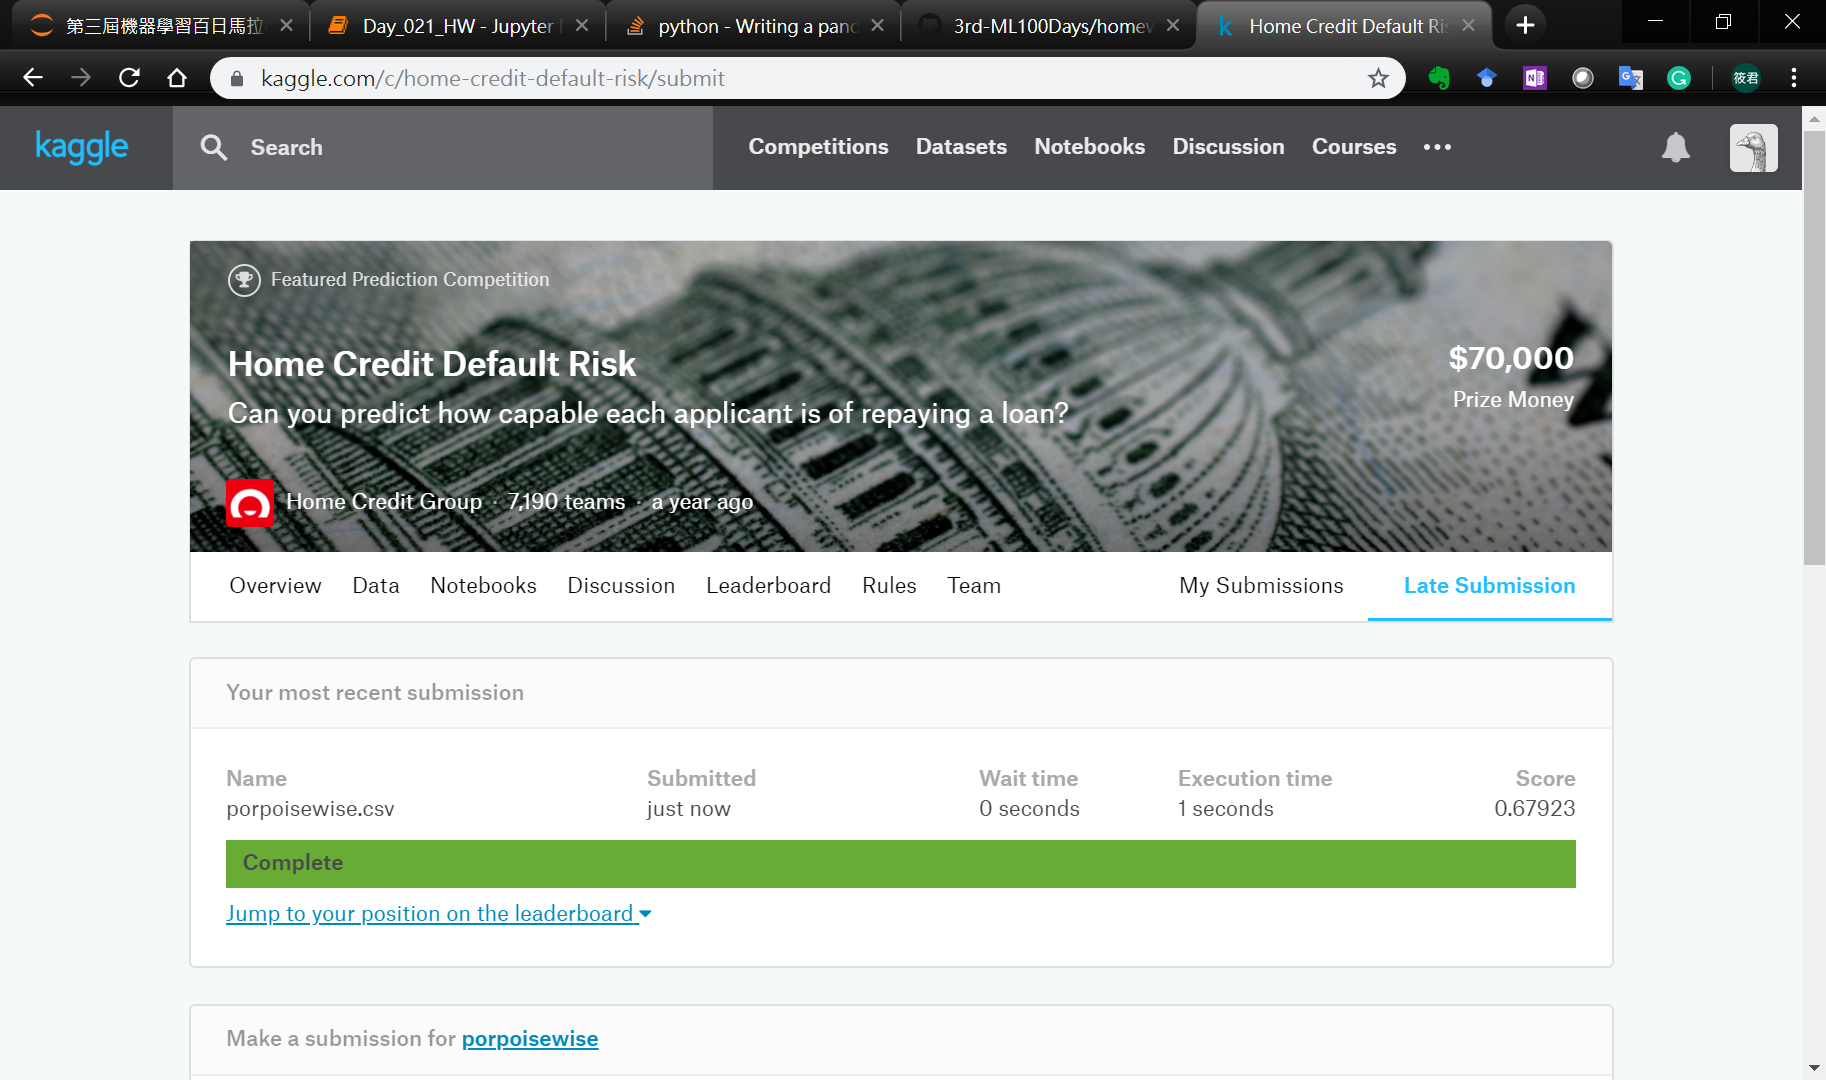 第三屆機器學習百日馬拉
Day_021_HW - Jupyter
python - Writing a pand
3rd-ML100Days/homew
Home Credit Default Ris
kaggle.com/c/home-credit-default-risk/submit
筱君
kaggle
Search
Competitions
Datasets
Notebooks
Discussion
Courses
Featured Prediction Competition
Home Credit Default Risk
Can you predict how capable each applicant is of repaying a loan?
$70,000
Prize Money
Home Credit Group · 7,190 teams · a year ago
Overview
Data
Notebooks
Discussion
Leaderboard
Rules
Team
My Submissions
Late Submission
Your most recent submission
Name
Submitted
Wait time
Execution time
Score
porpoisewise.csv
just now
0 seconds
1 seconds
0.67923
Complete
Jump to your position on the leaderboard
Make a submission for porpoisewise